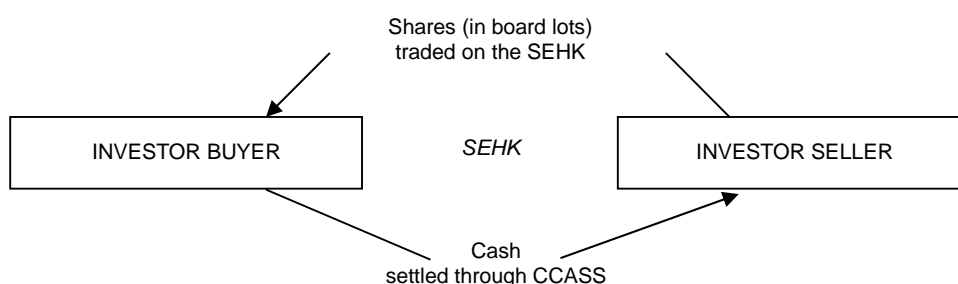 Shares (in board lots)
traded on the SEHK
INVESTOR BUYER
SEHK
INVESTOR SELLER
Cash
settled through CCASS